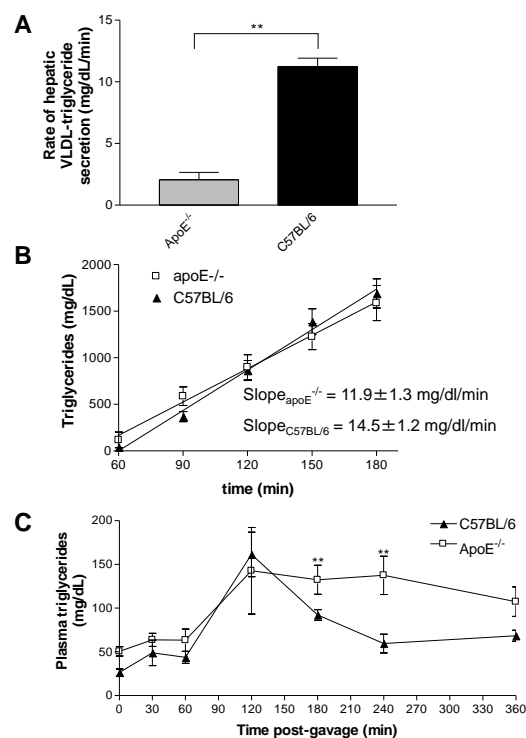 A
**
Rate of hepatic
VLDL-triglyceride
secretion (mg/dL/min)
15
10
5
0
ApoE-/-
C57BL/6
B
apoE-/-
C57BL/6
Triglycerides (mg/dL)
2000
1500
1000
500
0
SlopeapoE-/- = 11.9±1.3 mg/dl/min
SlopeC57BL/6 = 14.5±1.2 mg/dl/min
60 90 120 150 180
time (min)
C
C57BL/6
ApoE-/-
Plasma triglycerides
(mg/dL)
200
150
100
50
0
** **
0 30 60 90 120 150 180 210 240 270 300 330 360
Time post-gavage (min)